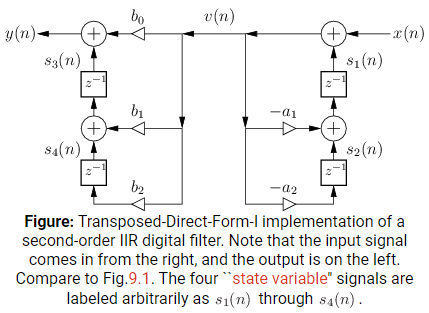 y(n) b₀ v(n) x(n)
s₃(n) s₁(n)
z⁻¹ z⁻¹
b₁ −a₁
s₄(n) s₂(n)
z⁻¹ z⁻¹
b₂ −a₂
Figure: Transposed-Direct-Form-I implementation of a
second-order IIR digital filter. Note that the input signal
comes in from the right, and the output is on the left.
Compare to Fig.9.1. The four ``state variable'' signals are
labeled arbitrarily as s₁(n) through s₄(n) .